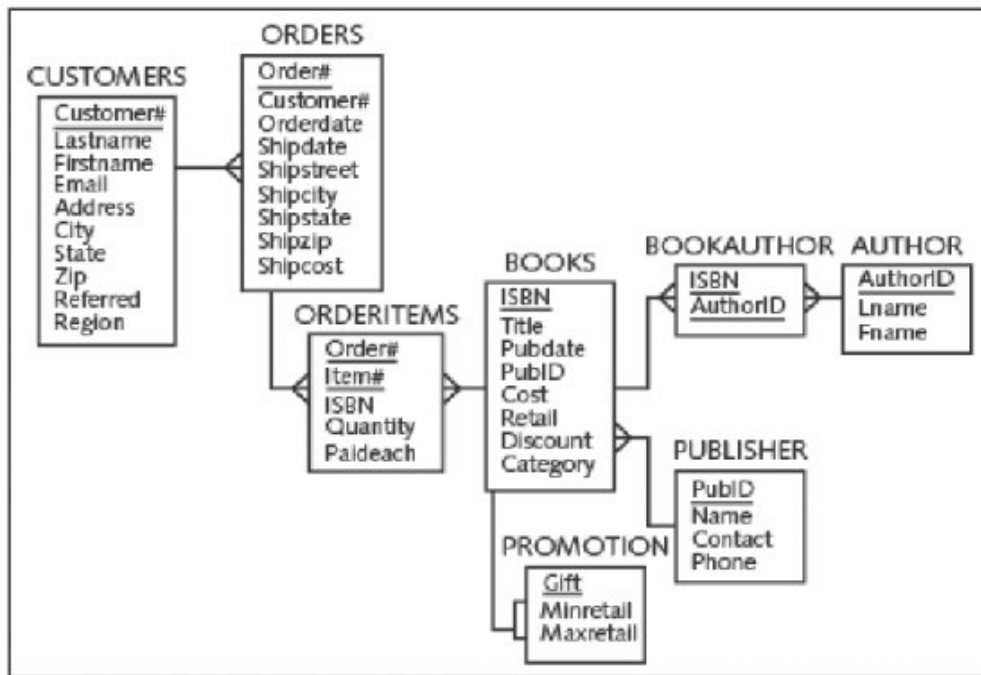 CUSTOMERS
Customer#
Lastname
Firstname
Email
Address
City
State
Zip
Referred
Region
ORDERS
Order#
Customer#
Orderdate
Shipdate
Shipstreet
Shipcity
Shipstate
Shipzip
Shipcost
ORDERITEMS
Order#
Item#
ISBN
Quantity
Paideach
BOOKS
ISBN
Title
Pubdate
PubID
Cost
Retail
Discount
Category
PROMOTION
Gift
Minretail
Maxretail
BOOKAUTHOR
ISBN
AuthorID
AUTHOR
AuthorID
Lname
Fname
PUBLISHER
PubID
Name
Contact
Phone